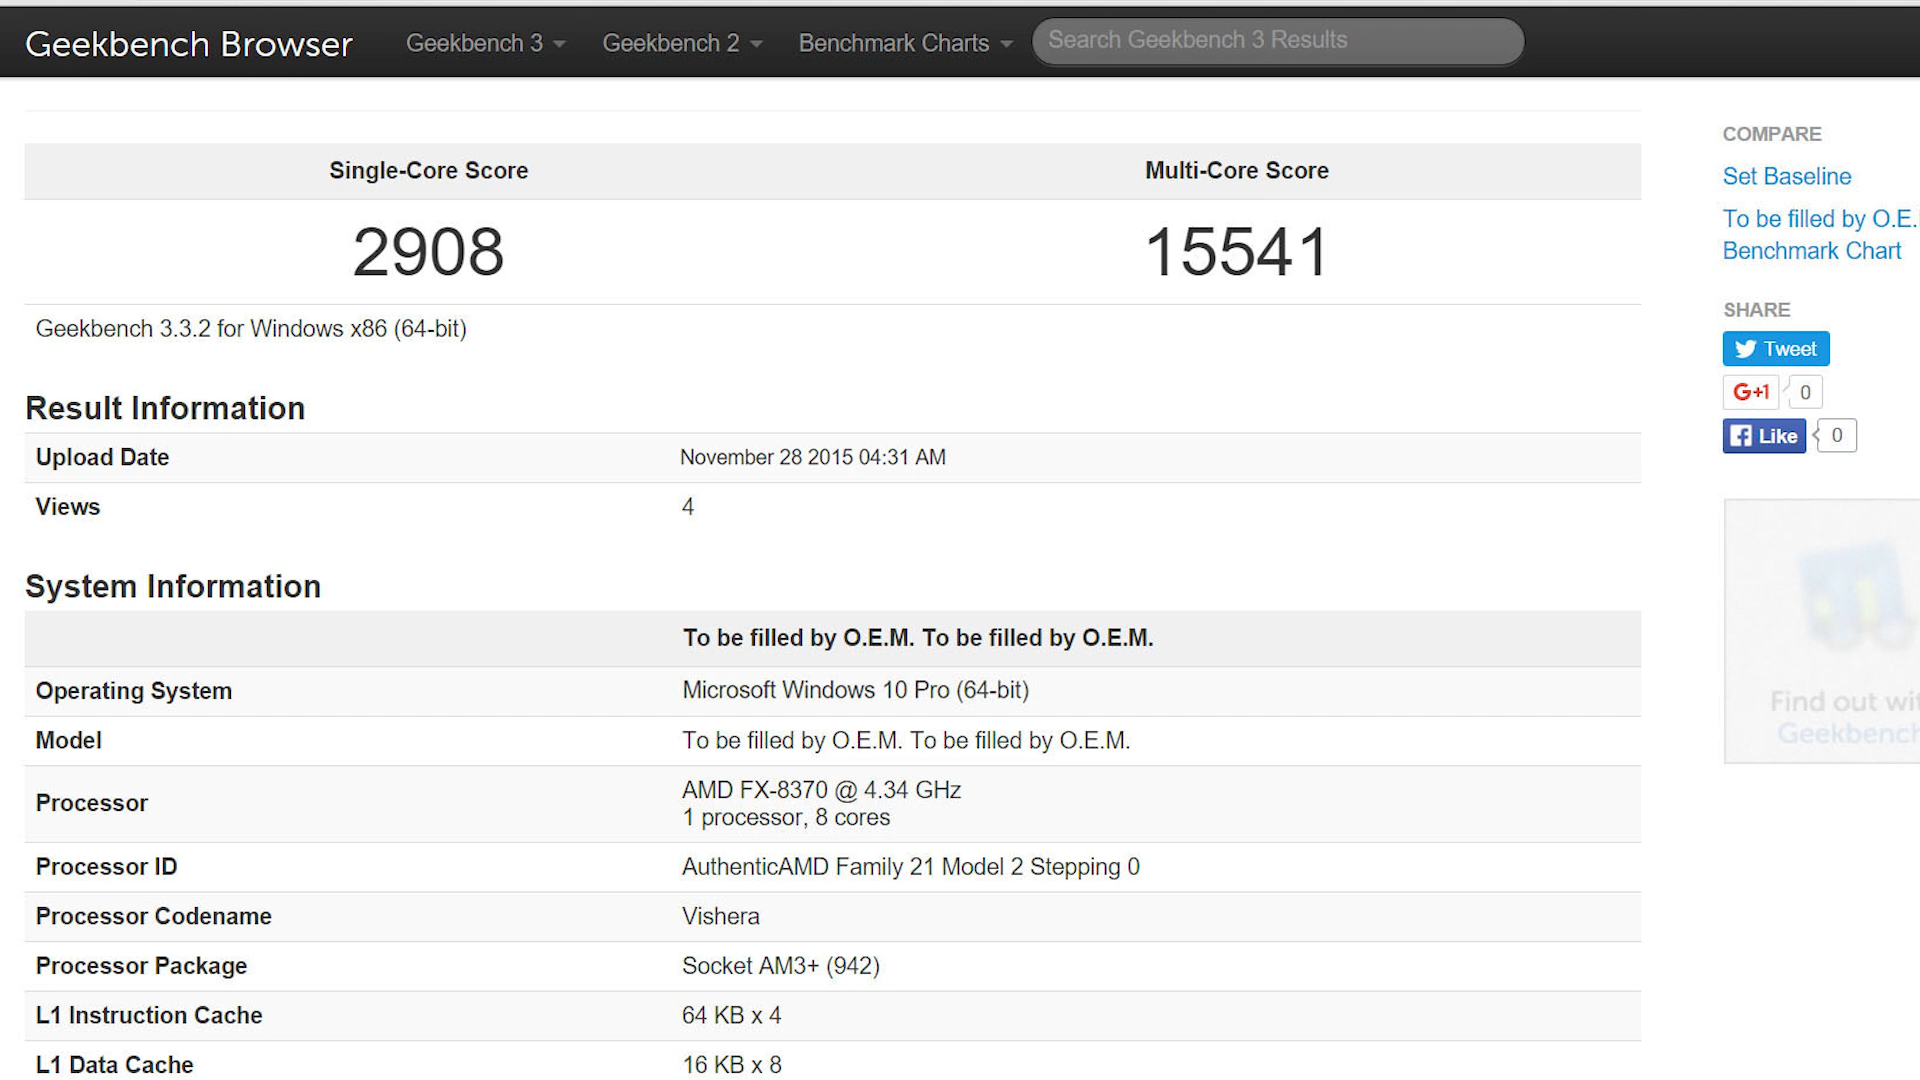 Geekbench Browser Geekbench 3 Geekbench 2 Benchmark Charts Search Geekbench 3 Results
Single-Core Score Multi-Core Score
2908 15541
Geekbench 3.3.2 for Windows x86 (64-bit)
Result Information
Upload Date November 28 2015 04:31 AM
Views 4
System Information
To be filled by O.E.M. To be filled by O.E.M.
Operating System Microsoft Windows 10 Pro (64-bit)
Model To be filled by O.E.M. To be filled by O.E.M.
Processor AMD FX-8370 @ 4.34 GHz
1 processor, 8 cores
Processor ID AuthenticAMD Family 21 Model 2 Stepping 0
Processor Codename Vishera
Processor Package Socket AM3+ (942)
L1 Instruction Cache 64 KB x 4
L1 Data Cache 16 KB x 8
COMPARE
Set Baseline
To be filled by O.E.
Benchmark Chart
SHARE
Tweet
G+1 0
Like 0
Find out wit
Geekbench